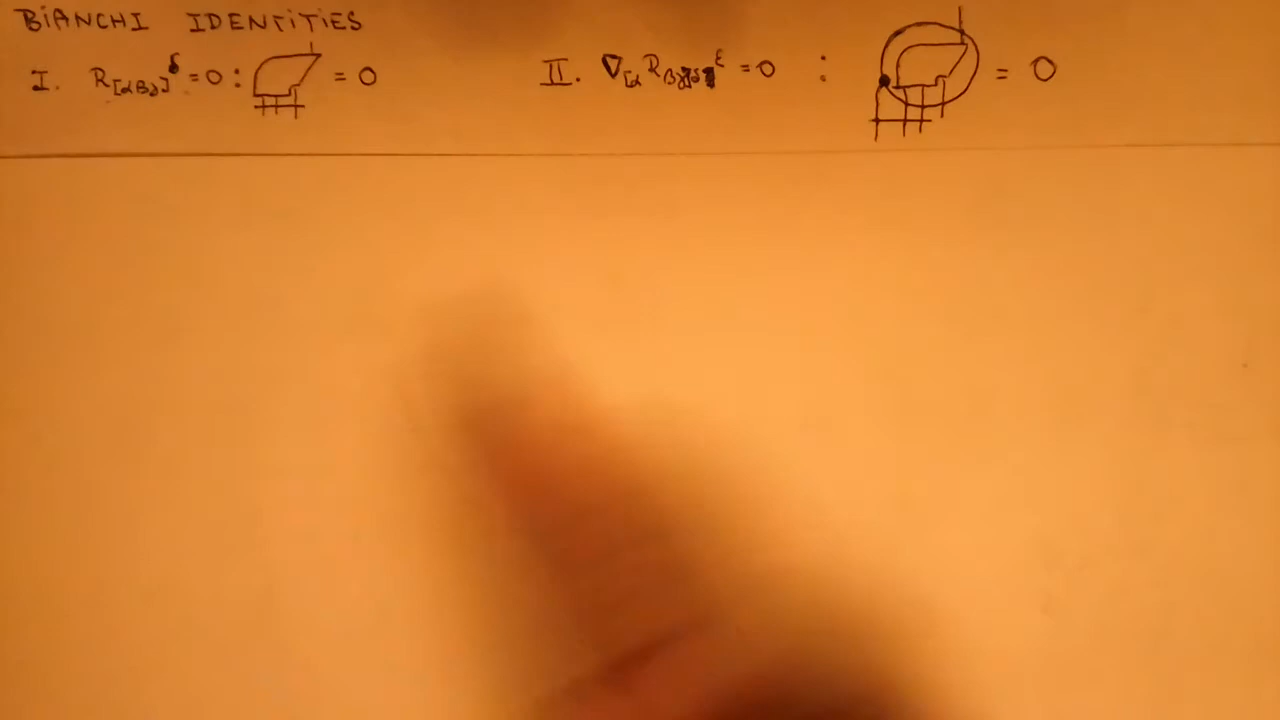 BIANCHI IDENTITIES
I. R[αβγ]^δ = 0 : = 0 II. ∇[α Rβγ]δ^ε = 0 : = 0